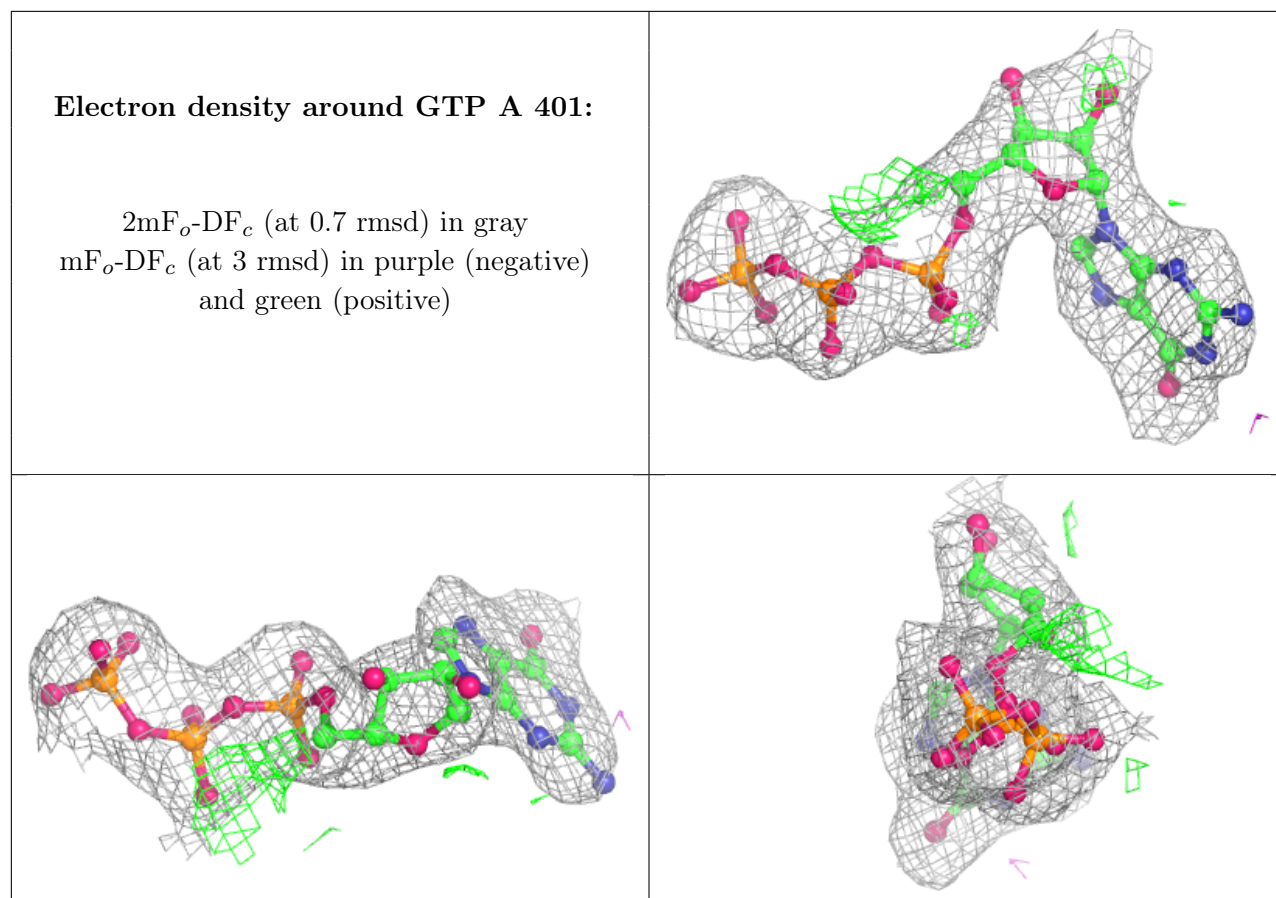 Electron density around GTP A 401:
2mFo-DFc (at 0.7 rmsd) in gray
mFo-DFc (at 3 rmsd) in purple (negative)
and green (positive)